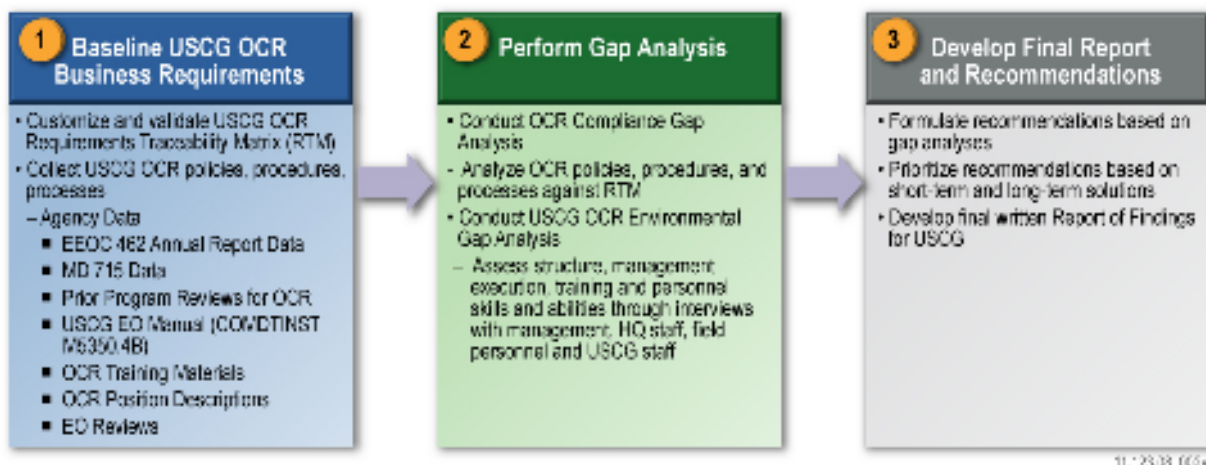 1
Baseline USCG OCR
Business Requirements
• Customize and validate USCG OCR
Requirements Traceability Matrix (RTM)
• Collect USCG OCR policies, procedures,
processes
– Agency Data
■ EEOC 462 Annual Report Data
■ MD 715 Data
■ Prior Program Reviews for OCR
■ USCG EO Manual (COMDTINST
M5350.4B)
■ OCR Training Materials
■ OCR Position Descriptions
■ EO Reviews
2
Perform Gap Analysis
• Conduct OCR Compliance Gap
Analysis
- Analyze OCR policies, procedures, and
processes against RTM
• Conduct USCG OCR Environmental
Gap Analysis
– Assess structure, management
execution, training and personnel
skills and abilities through interviews
with management, HQ staff, field
personnel and USCG staff
3
Develop Final Report
and Recommendations
• Formulate recommendations based on
gap analyses
• Prioritize recommendations based on
short-term and long-term solutions
• Develop final written Report of Findings
for USCG